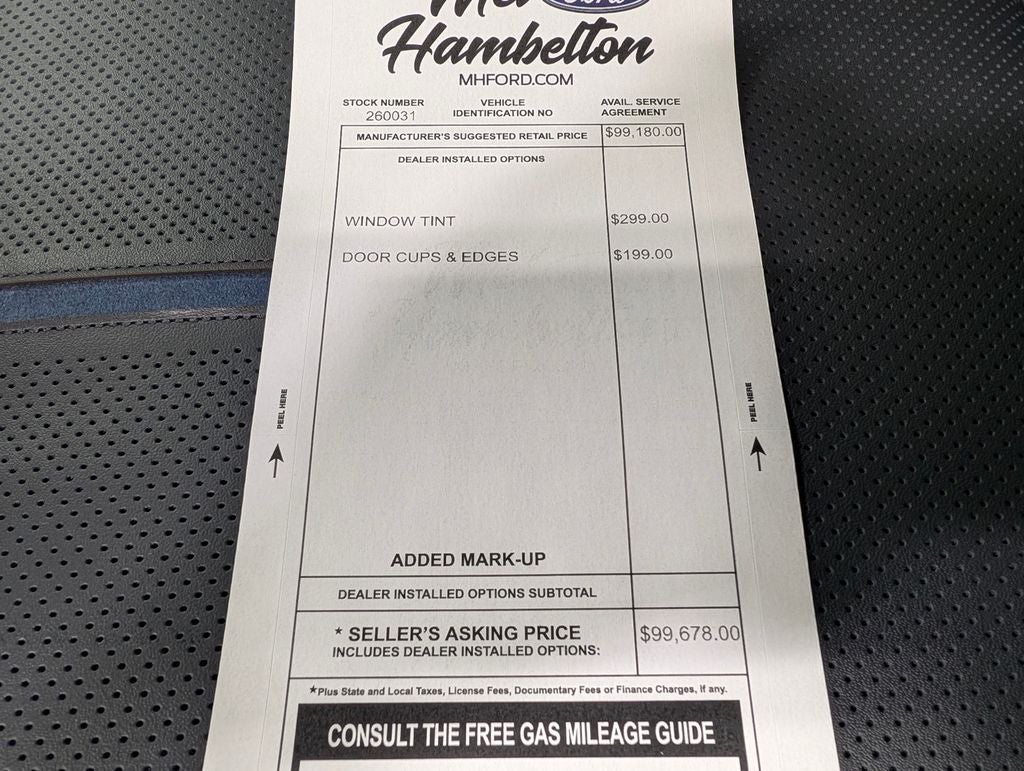 Mel Ford
Hambelton
MHFORD.COM
STOCK NUMBER
260031
VEHICLE
IDENTIFICATION NO
AVAIL. SERVICE
AGREEMENT
MANUFACTURER'S SUGGESTED RETAIL PRICE $99,180.00
DEALER INSTALLED OPTIONS
WINDOW TINT $299.00
DOOR CUPS & EDGES $199.00
PEEL HERE
PEEL HERE
ADDED MARK-UP
DEALER INSTALLED OPTIONS SUBTOTAL
* SELLER'S ASKING PRICE $99,678.00
INCLUDES DEALER INSTALLED OPTIONS:
*Plus State and Local Taxes, License Fees, Documentary Fees or Finance Charges, if any.
CONSULT THE FREE GAS MILEAGE GUIDE